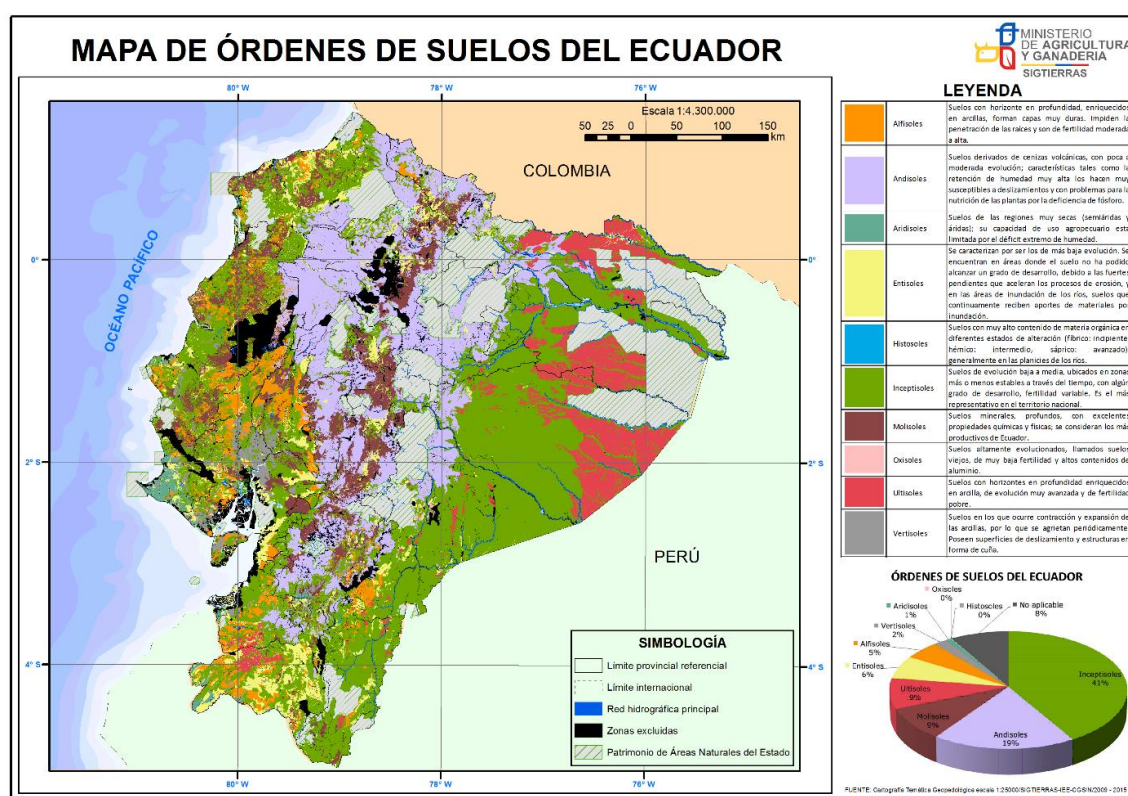 MAPA DE ÓRDENES DE SUELOS DEL ECUADOR
MINISTERIO
DE AGRICULTURA
Y GANADERÍA
SIGTIERRAS
80° W
78° W
76° W
Escala 1:4.300.000
50 25 0 50 100 150
km
COLOMBIA
OCÉANO PACÍFICO
0°
0°
2° S
2° S
4° S
4° S
PERÚ
80° W
78° W
76° W
SIMBOLOGÍA
Límite provincial referencial
Límite internacional
Red hidrográfica principal
Zonas excluidas
Patrimonio de Áreas Naturales del Estado
LEYENDA
Alfisoles
Suelos con horizonte en profundidad, enriquecidos
en arcillas, forman capas muy duras. Impiden la
penetración de las raíces y son de fertilidad moderada
a alta.
Andisoles
Suelos derivados de cenizas volcánicas, con poca a
moderada evolución; características tales como la
retención de humedad muy alta los hacen muy
susceptibles a deslizamientos y con problemas para la
nutrición de las plantas por la deficiencia de fósforo.
Aridisoles
Suelos de las regiones muy secas (semiáridas y
áridas); su capacidad de uso agropecuario está
limitada por el déficit extremo de humedad.
Entisoles
Se caracterizan por ser los de más baja evolución. Se
encuentran en áreas donde el suelo no ha podido
alcanzar un grado de desarrollo, debido a las fuertes
pendientes que aceleran los procesos de erosión, y
en las áreas de inundación de los ríos, suelos que
continuamente reciben aportes de materiales por
inundación.
Histosoles
Suelos con muy alto contenido de materia orgánica en
diferentes estados de alteración (fíbrico: incipiente,
hémico: intermedio, sáprico: avanzado)
generalmente en las planicies de los ríos.
Inceptisoles
Suelos de evolución baja a media, ubicados en zonas
más o menos estables a través del tiempo, con algún
grado de desarrollo, fertilidad variable. Es el más
representativo en el territorio nacional.
Molisoles
Suelos minerales, profundos, con excelentes
propiedades químicas y físicas; se consideran los más
productivos de Ecuador.
Oxisoles
Suelos altamente evolucionados, llamados suelos
viejos, de muy baja fertilidad y altos contenidos de
aluminio.
Ultisoles
Suelos con horizontes en profundidad enriquecidos
en arcilla, de evolución muy avanzada y de fertilidad
pobre.
Vertisoles
Suelos en los que ocurre contracción y expansión de
las arcillas, por lo que se agrietan periódicamente.
Poseen superficies de deslizamiento y estructuras en
forma de cuña.
ÓRDENES DE SUELOS DEL ECUADOR
Oxisoles
0%
Aridisoles
1%
Histosoles
0%
No aplicable
8%
Vertisoles
2%
Alfisoles
5%
Entisoles
6%
Ultisoles
9%
Molisoles
9%
Andisoles
19%
Inceptisoles
41%
FUENTE: Cartografía Temática Geopedológico escala 1:25000/SIGTIERRAS-IEE-CGSIN/2009 - 2015